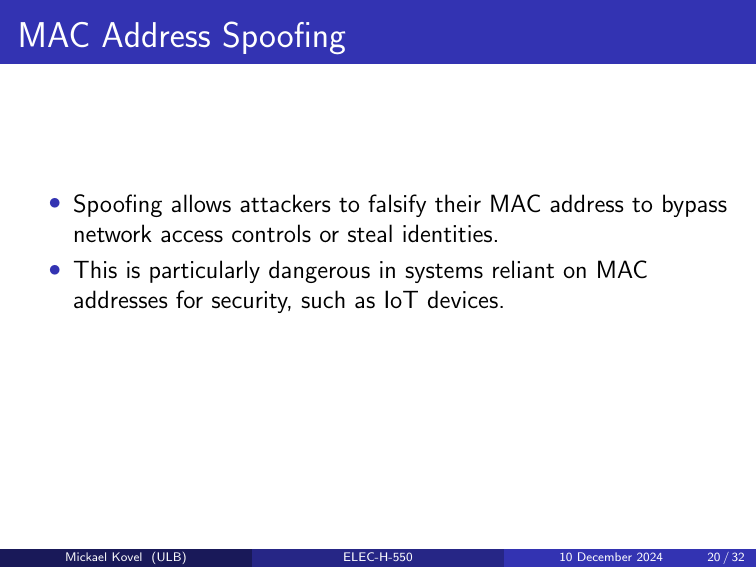 MAC Address Spoofing
• Spoofing allows attackers to falsify their MAC address to bypass
network access controls or steal identities.
• This is particularly dangerous in systems reliant on MAC
addresses for security, such as IoT devices.
Mickael Kovel (ULB) ELEC-H-550 10 December 2024 20 / 32